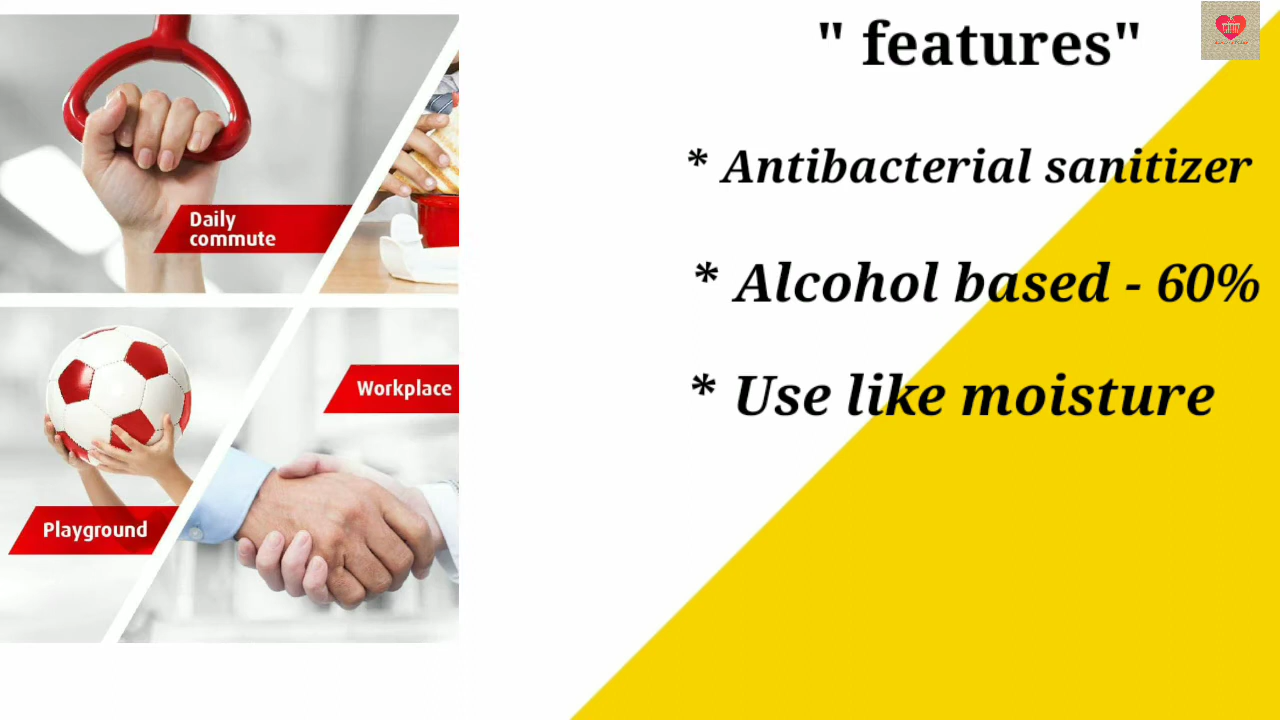 " features"
* Antibacterial sanitizer
* Alcohol based - 60%
* Use like moisture
Daily
commute
Workplace
Playground